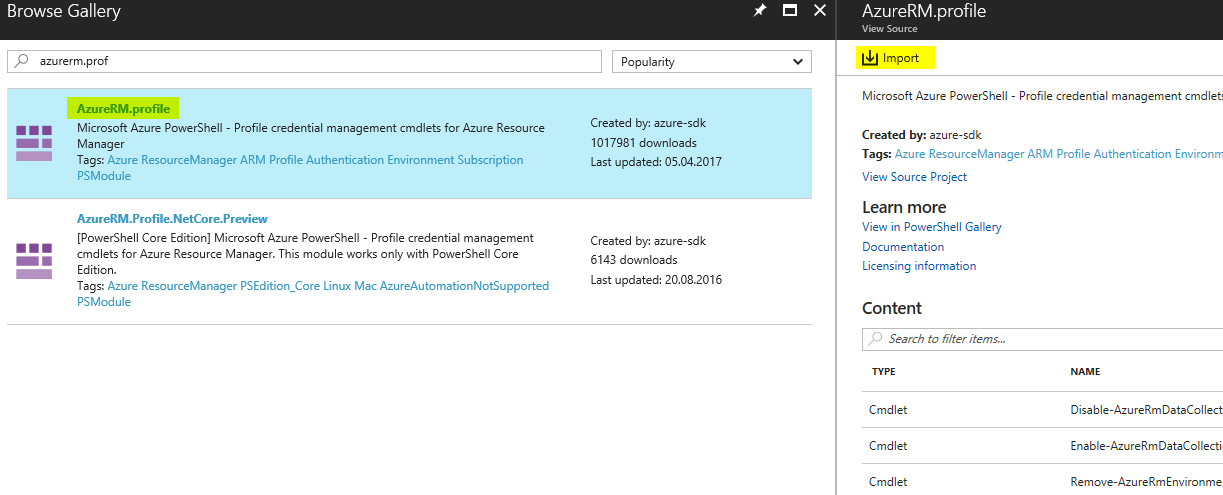 Browse Gallery
azurerm.prof
Popularity
AzureRM.profile
Microsoft Azure PowerShell - Profile credential management cmdlets for Azure Resource
Manager
Tags: Azure ResourceManager ARM Profile Authentication Environment Subscription
PSModule
Created by: azure-sdk
1017981 downloads
Last updated: 05.04.2017
AzureRM.Profile.NetCore.Preview
[PowerShell Core Edition] Microsoft Azure PowerShell - Profile credential management
cmdlets for Azure Resource Manager. This module works only with PowerShell Core
Edition.
Tags: Azure ResourceManager PSEdition_Core Linux Mac AzureAutomationNotSupported
PSModule
Created by: azure-sdk
6143 downloads
Last updated: 20.08.2016
AzureRM.profile
View Source
Import
Microsoft Azure PowerShell - Profile credential management cmdlets
Created by: azure-sdk
Tags: Azure ResourceManager ARM Profile Authentication Environm
View Source Project
Learn more
View in PowerShell Gallery
Documentation
Licensing information
Content
Search to filter items...
TYPE NAME
Cmdlet Disable-AzureRmDataCollect
Cmdlet Enable-AzureRmDataCollecti
Cmdlet Remove-AzureRmEnvironme